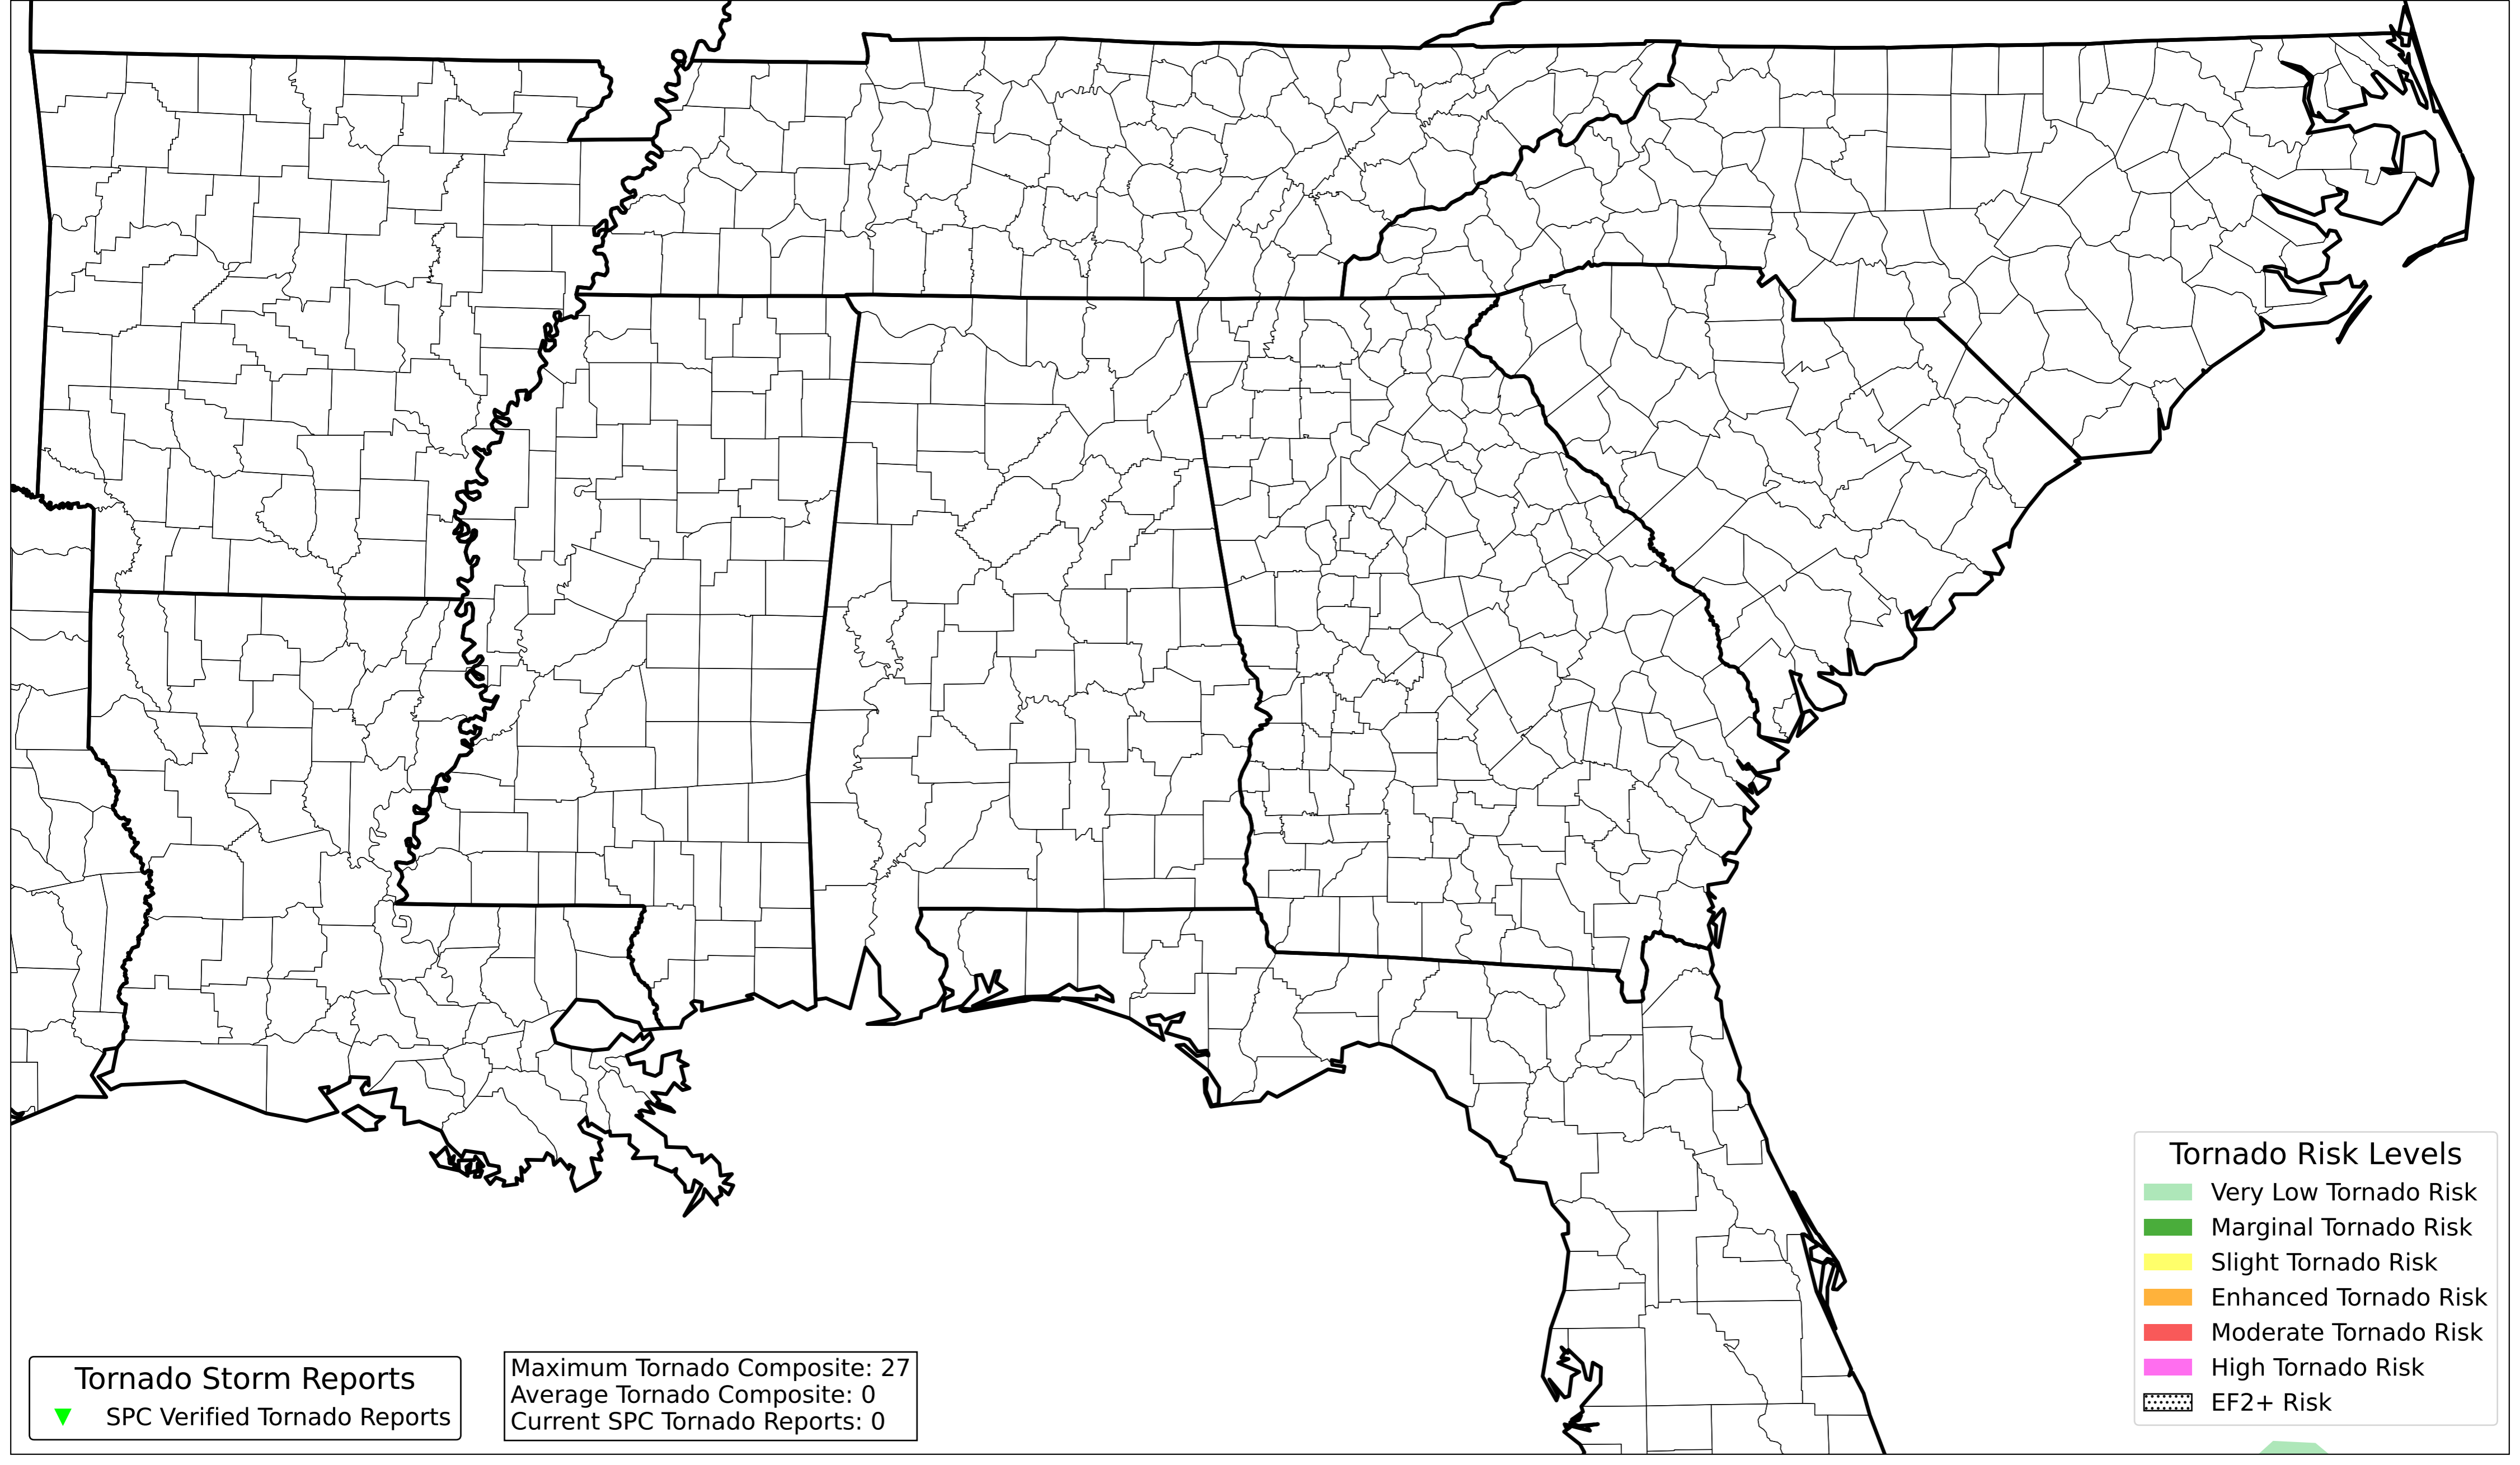 Tornado Risk Levels
Very Low Tornado Risk
Marginal Tornado Risk
Slight Tornado Risk
Enhanced Tornado Risk
Moderate Tornado Risk
High Tornado Risk
EF2+ Risk
Tornado Storm Reports
SPC Verified Tornado Reports
Maximum Tornado Composite: 27
Average Tornado Composite: 0
Current SPC Tornado Reports: 0